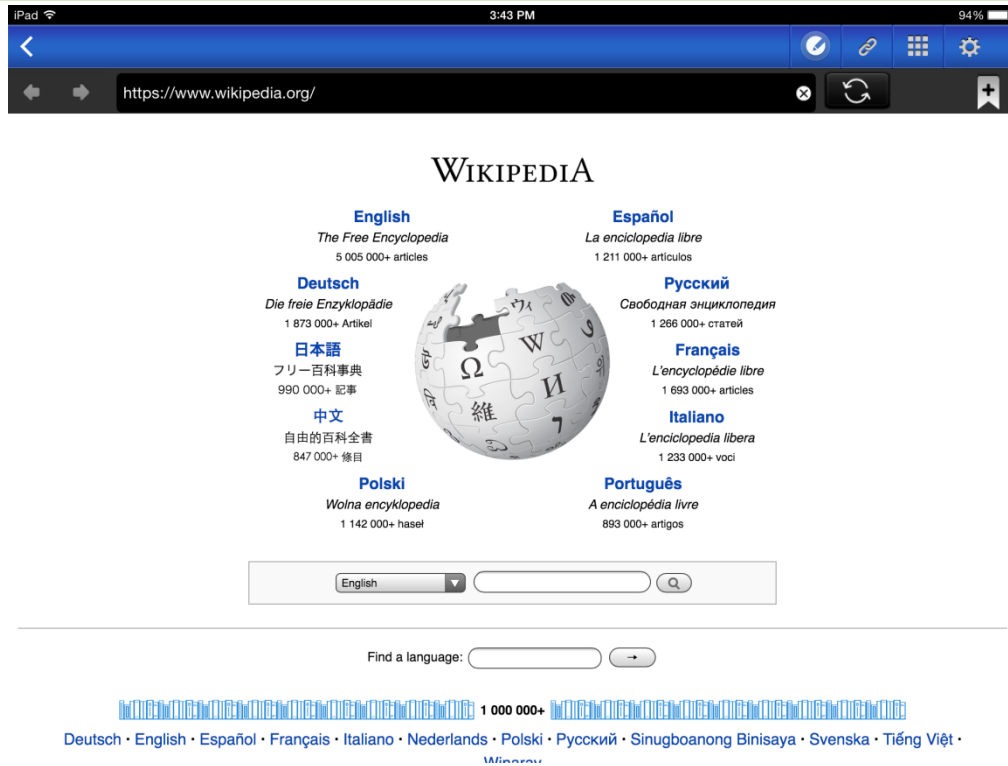 iPad 3:43 PM 94%
https://www.wikipedia.org/
WIKIPEDIA
English
The Free Encyclopedia
5 005 000+ articles
Español
La enciclopedia libre
1 211 000+ artículos
Deutsch
Die freie Enzyklopädie
1 873 000+ Artikel
Русский
Свободная энциклопедия
1 266 000+ статей
日本語
フリー百科事典
990 000+ 記事
Français
L'encyclopédie libre
1 693 000+ articles
中文
自由的百科全書
847 000+ 條目
Italiano
L'enciclopedia libera
1 233 000+ voci
Polski
Wolna encyklopedia
1 142 000+ haseł
Português
A enciclopédia livre
893 000+ artigos
Ω W И 維 7 ウィ
English
Find a language: →
1 000 000+
Deutsch · English · Español · Français · Italiano · Nederlands · Polski · Русский · Sinugboanong Binisaya · Svenska · Tiếng Việt ·
Winaray